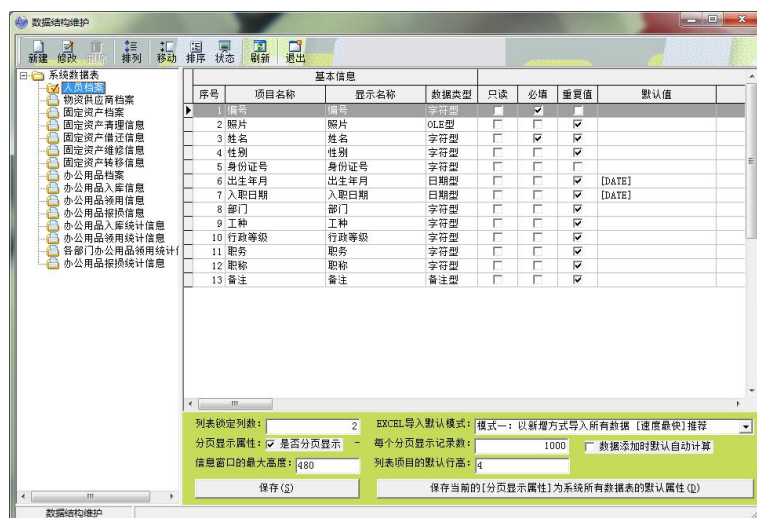 数据结构维护
新建 修改 删除 排列 移动 排序 状态 刷新 退出
系统数据表
人员档案
物资供应商档案
固定资产档案
固定资产清理信息
固定资产借还信息
固定资产维修信息
固定资产转移信息
办公用品档案
办公用品入库信息
办公用品领用信息
办公用品报损信息
办公用品入库统计信息
办公用品领用统计信息
各部门办公用品领用统计
办公用品报损统计信息
基本信息
序号 项目名称 显示名称 数据类型 只读 必填 重复值 默认值
1 编号 编号 字符型
2 照片 照片 OLE型
3 姓名 姓名 字符型
4 性别 性别 字符型
5 身份证号 身份证号 字符型
6 出生年月 出生年月 日期型 [DATE]
7 入职日期 入职日期 日期型 [DATE]
8 部门 部门 字符型
9 工种 工种 字符型
10 行政等级 行政等级 字符型
11 职务 职务 字符型
12 职称 职称 字符型
13 备注 备注 备注型
列表锁定列数: 2 EXCEL导入默认模式: 模式一: 以新增方式导入所有数据 [速度最快]推荐
分页显示属性: 是否分页显示 - 每个分页显示记录数: 1000 数据添加时默认自动计算
信息窗口的最大高度: 480 列表项目的默认行高: 4
保存(S) 保存当前的[分页显示属性]为系统所有数据表的默认属性(D)
数据结构维护